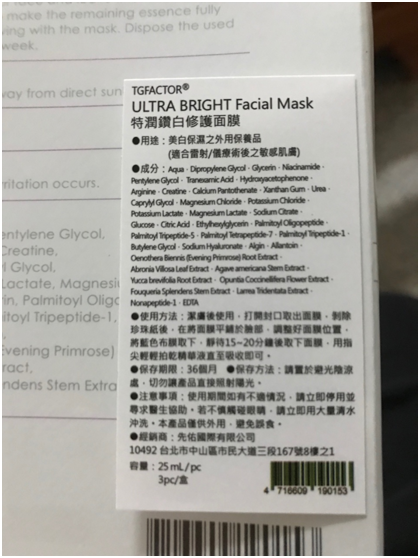 make the remaining essence fully
ving with the mask. Dispose the used
week.
way from direct sun
rritation occurs.
entylene Glycol,
Creatine,
l Glycol,
Lactate, Magnesi
in, Palmitoyl Oligo
itoyl Tripeptide-1,
Evening Primrose)
ract,
ndens Stem Extra
TGFACTOR®
ULTRA BRIGHT Facial Mask
特潤鑽白修護面膜
●用途：美白保濕之外用保養品
(適合雷射/儀療術後之敏感肌膚)
●成分：Aqua · Dipropylene Glycol · Glycerin · Niacinamide ·
Pentylene Glycol · Tranexamic Acid · Hydroxyacetophenone ·
Arginine · Creatine · Calcium Pantothenate · Xanthan Gum · Urea ·
Caprylyl Glycol · Magnesium Chloride · Potassium Chloride ·
Potassium Lactate · Magnesium Lactate · Sodium Citrate ·
Glucose · Citric Acid · Ethylhexylglycerin · Palmitoyl Oligopeptide ·
Palmitoyl Tripeptide-5 · Palmitoyl Tetrapeptide-7 · Palmitoyl Tripeptide-1 ·
Butylene Glycol · Sodium Hyaluronate · Algin · Allantoin ·
Oenothera Biennis (Evening Primrose) Root Extract ·
Abronia Villosa Leaf Extract · Agave americana Stem Extract ·
Yucca brevifolia Root Extract · Opuntia Coccinellifera Flower Extract ·
Fouqueria Splendens Stem Extract · Larrea Tridentata Extract ·
Nonapeptide-1 · EDTA
●使用方法：潔膚後使用，打開封口取出面膜，剝除
珍珠紙後，在將面膜平鋪於臉部，調整好面膜位置，
將藍色布膜取下，靜待15~20分鐘後取下面膜，用指
尖輕輕拍乾精華液直至吸收即可。
●保存期限：36個月 ●保存方法：請置於避光陰涼
處，切勿讓產品直接照射陽光。
●注意事項：使用期間如有不適情況，請立即停用並
尋求醫生協助。若不慎觸碰眼睛，請立即用大量清水
沖洗。本產品僅供外用，避免誤食。
●經銷商：先佑國際有限公司
10492 台北市中山區市民大道三段167號8樓之1
容量：25 mL/pc
3pc/盒
4 716609 190153